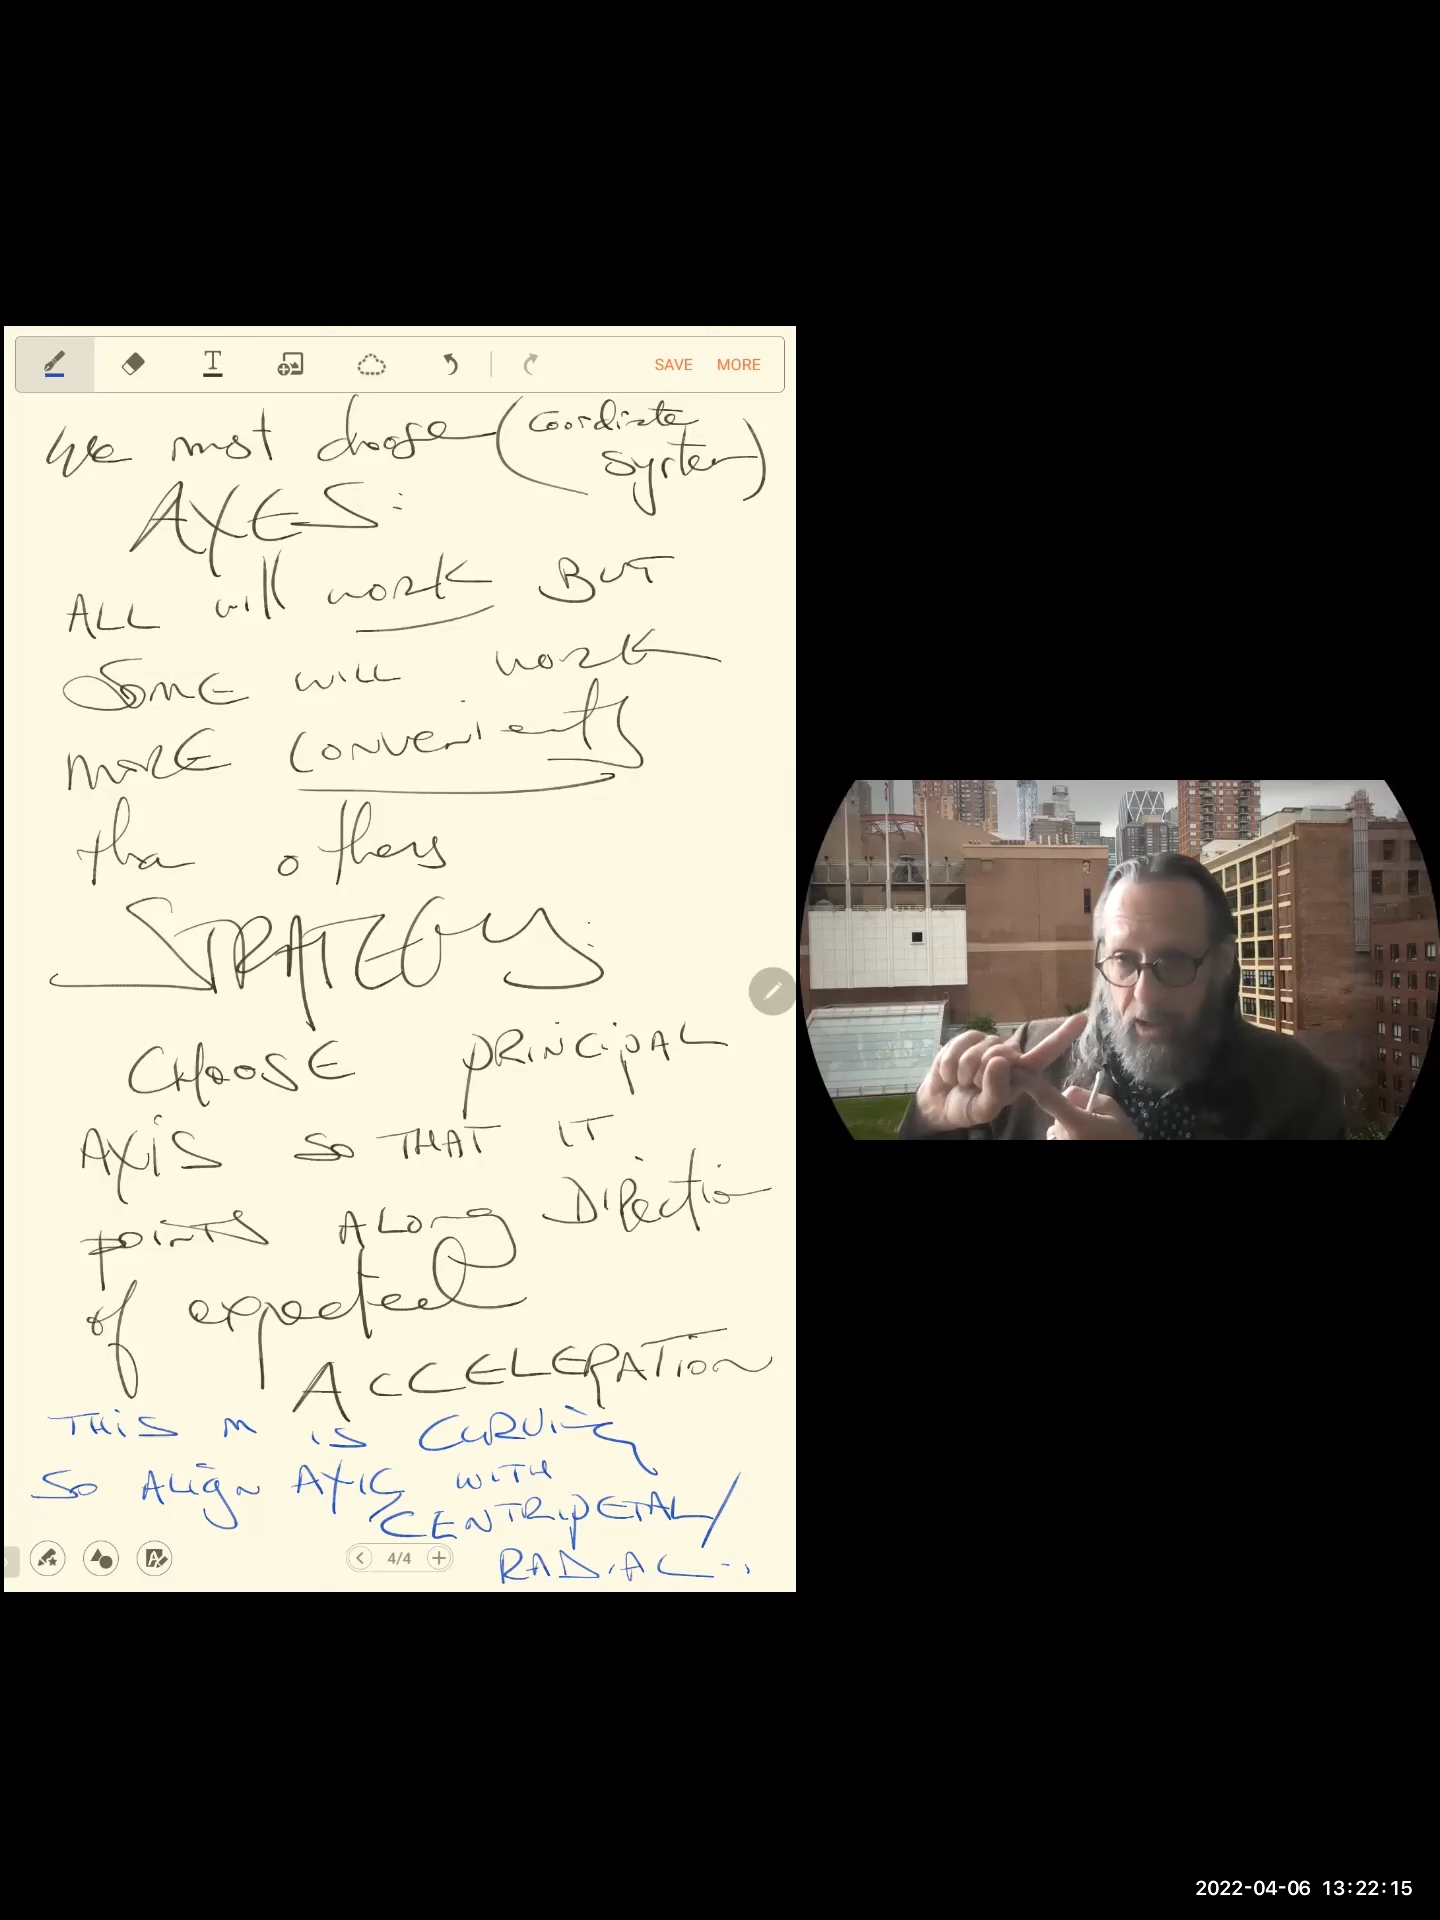 T
SAVE MORE
We must choose (coordinate
system)
AXES:
ALL will work BUT
SOME WILL work
MORE conveniently
than others
STRATEGY:
CHOOSE PRINCIPAL
AXIS SO THAT IT
POINTS ALONG Direction
of expected
ACCELERATION
THIS M IS CURVING
SO ALIGN AXIS WITH
CENTRIPETAL/
RADIAL..
4/4
2022-04-06 13:22:15